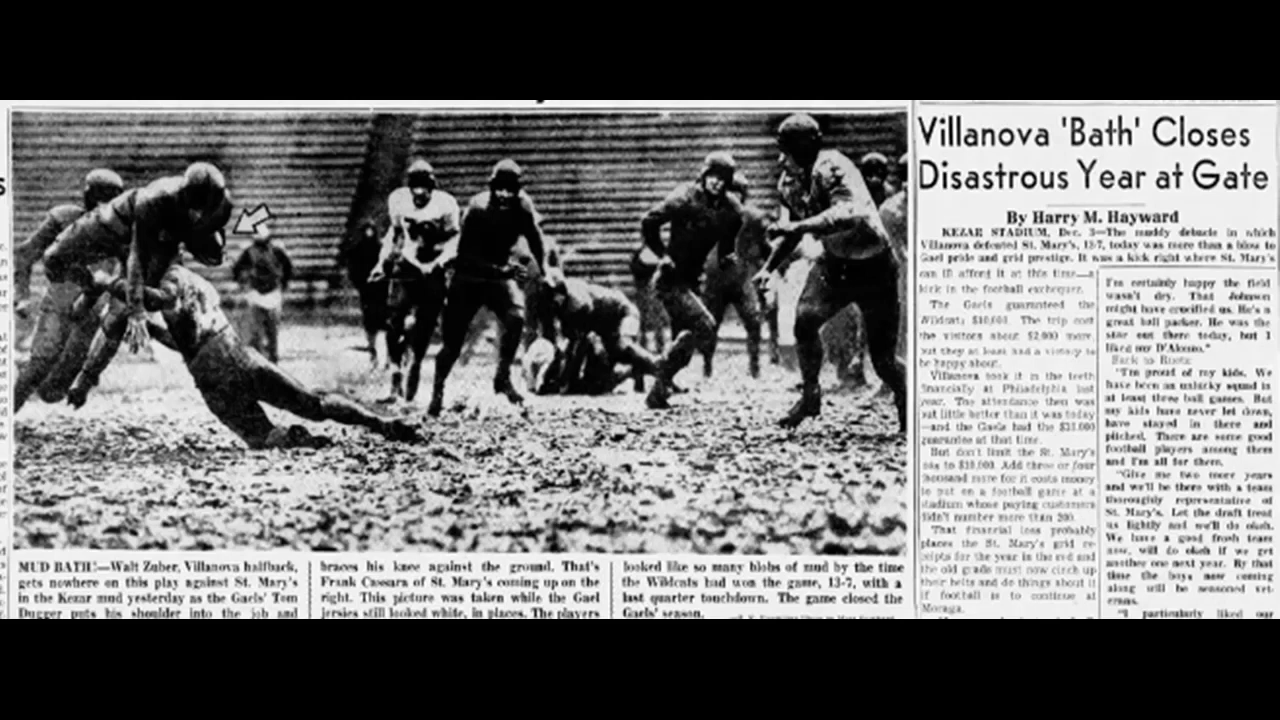 Villanova 'Bath' Closes
Disastrous Year at Gate
By Harry M. Hayward
KEZAR STADIUM, Dec. 3—The muddy debacle in which
Villanova defeated St. Mary's, 13-7, today was more than a blow to
Gael pride and grid prestige. It was a kick right where St. Mary's
can ill afford it at this time—a
kick in the football exchequer.
The Gaels guaranteed the
Wildcats $10,000. The trip cost
the visitors about $2,000 more,
but they at least had a victory to
be happy about.
Villanova took it in the teeth
financially at Philadelphia last
year. The attendance then was
but little better than it was today
—and the Gaels had the
guarantee at that time.
But don't limit the St. Mary's
loss to $10,000. Add three or four
thousand more for it costs money
to put on a football game at a
stadium whose paying customers
didn't number more than 200.
That financial loss probably
places the St. Mary's grid re-
ceipts for the year in the red and
the old grads must now cinch up
their belts and do things about it
if football is to continue at
Moraga.
I'm certainly happy the field
wasn't dry. That Johnson
might have crucified us. He's a
great ball packer. He was the
star out there today, but I
liked my D'Alonzo."
Back to
"I'm proud of my kids. We
have been an unlucky squad in
at least three ball games. But
my kids have never let down,
have stayed in there and
pitched. There are some good
football players among them
and I'm all for them.
"Give me two more years
and we'll be there with a team
thoroughly representative of
St. Mary's. Let the draft treat
us lightly and we'll do okeh.
We have a good frosh team
now, will do okeh if we get
another one next year. By that
time the boys now coming
along will be seasoned vet-
erans.
"I particularly liked our
MUD BATH!—Walt Zuber, Villanova halfback,
gets nowhere on this play against St. Mary's
in the Kezar mud yesterday as the Gaels' Tom
Dugger puts his shoulder into the job and
braces his knee against the ground. That's
Frank Cassara of St. Mary's coming up on the
right. This picture was taken while the Gael
jersies still looked white, in places. The players
looked like so many blobs of mud by the time
the Wildcats had won the game, 13-7, with a
last quarter touchdown. The game closed the
Gaels' season.